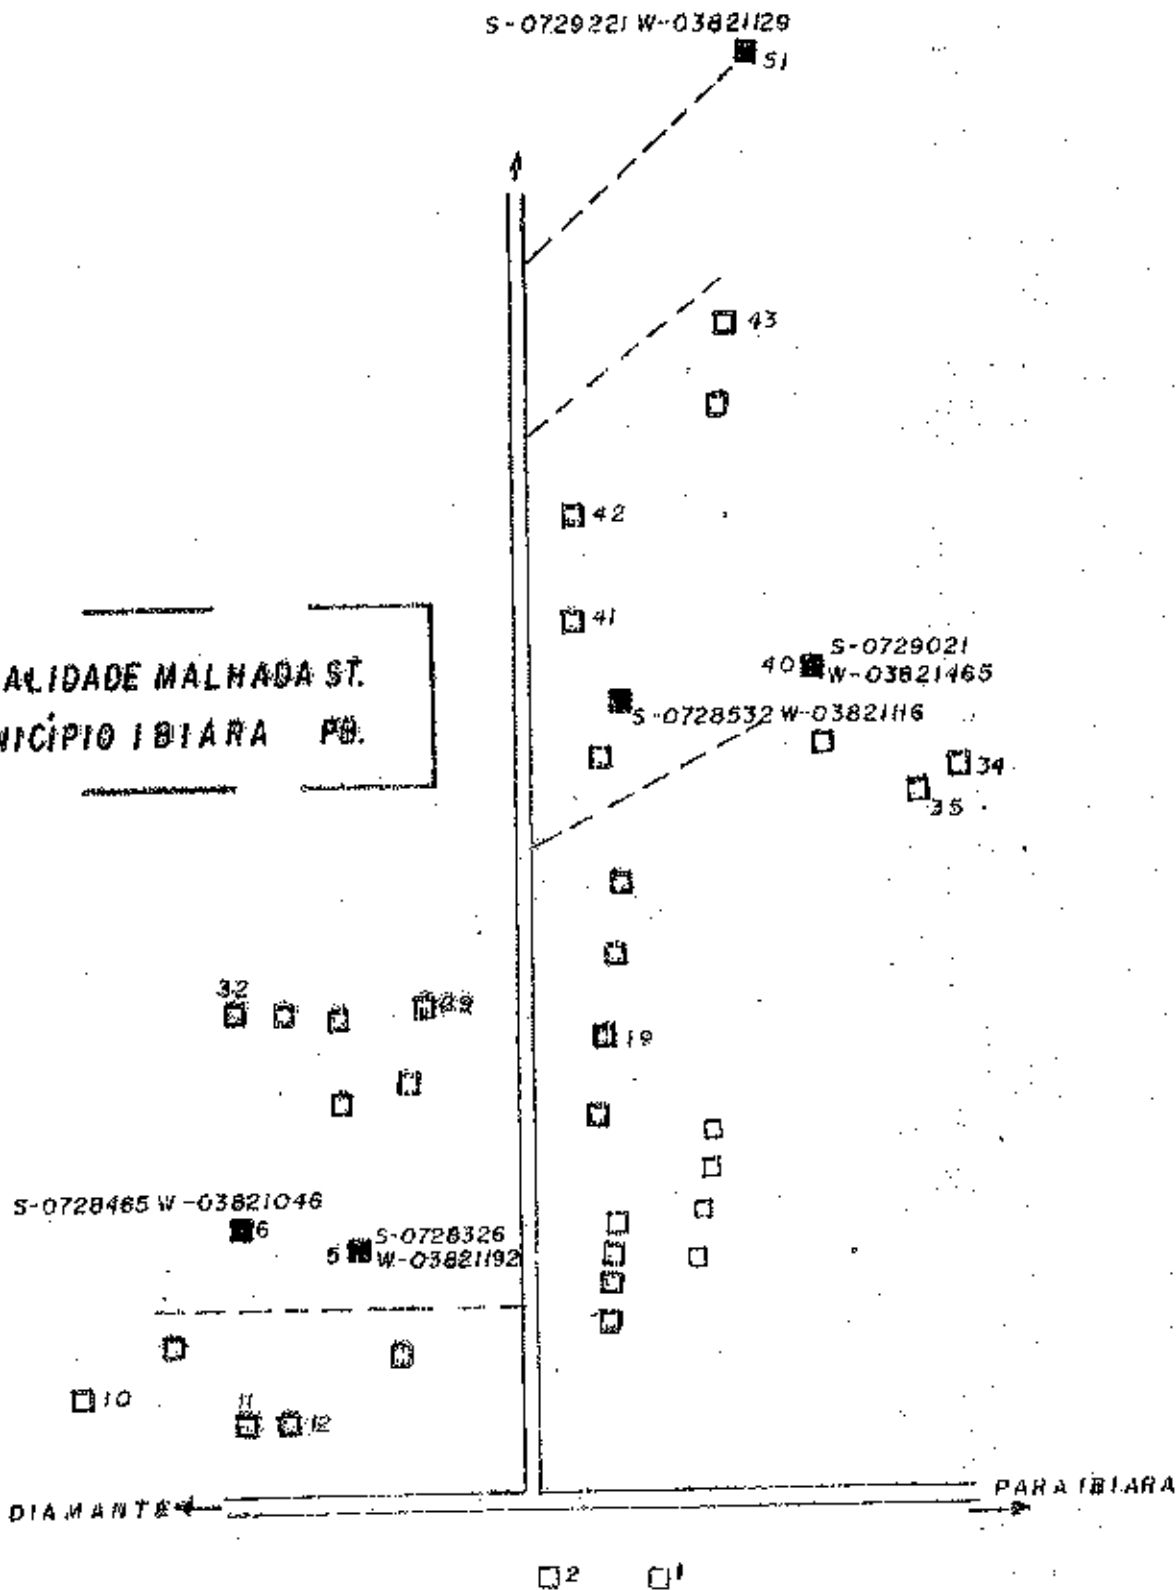 S-0729221 W-03821129
51
43
42
41
S-0729021
40
W-03821465
ALIDADE MALHADA ST.
S-0728532 W-03821116
NICÍPIO IBIARA PB.
34
35
32
19
S-0728465 W-03821046
6
S-0728326
5
W-03821192
10
11
12
DIAMANTE
PARA IBIARA
2
1